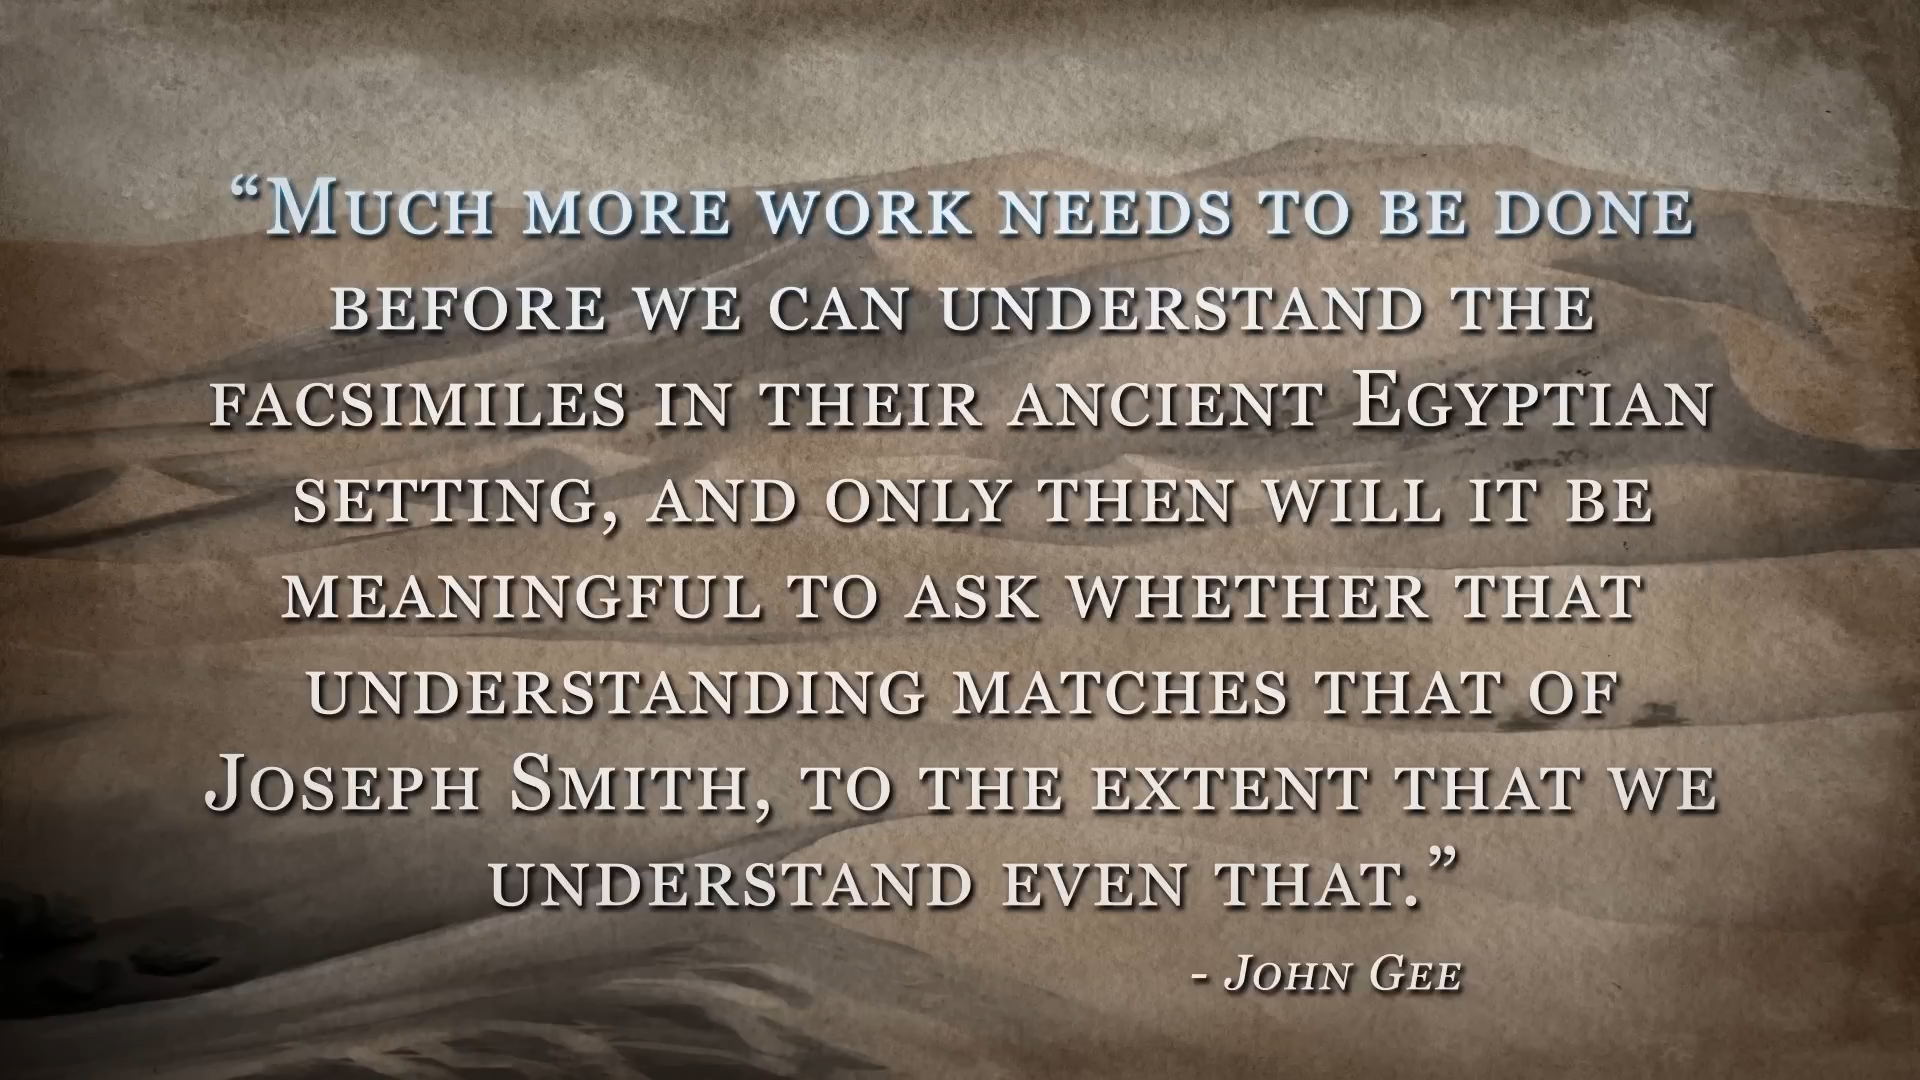 “Much more work needs to be done
before we can understand the
facsimiles in their ancient Egyptian
setting, and only then will it be
meaningful to ask whether that
understanding matches that of
Joseph Smith, to the extent that we
understand even that.”
- John Gee